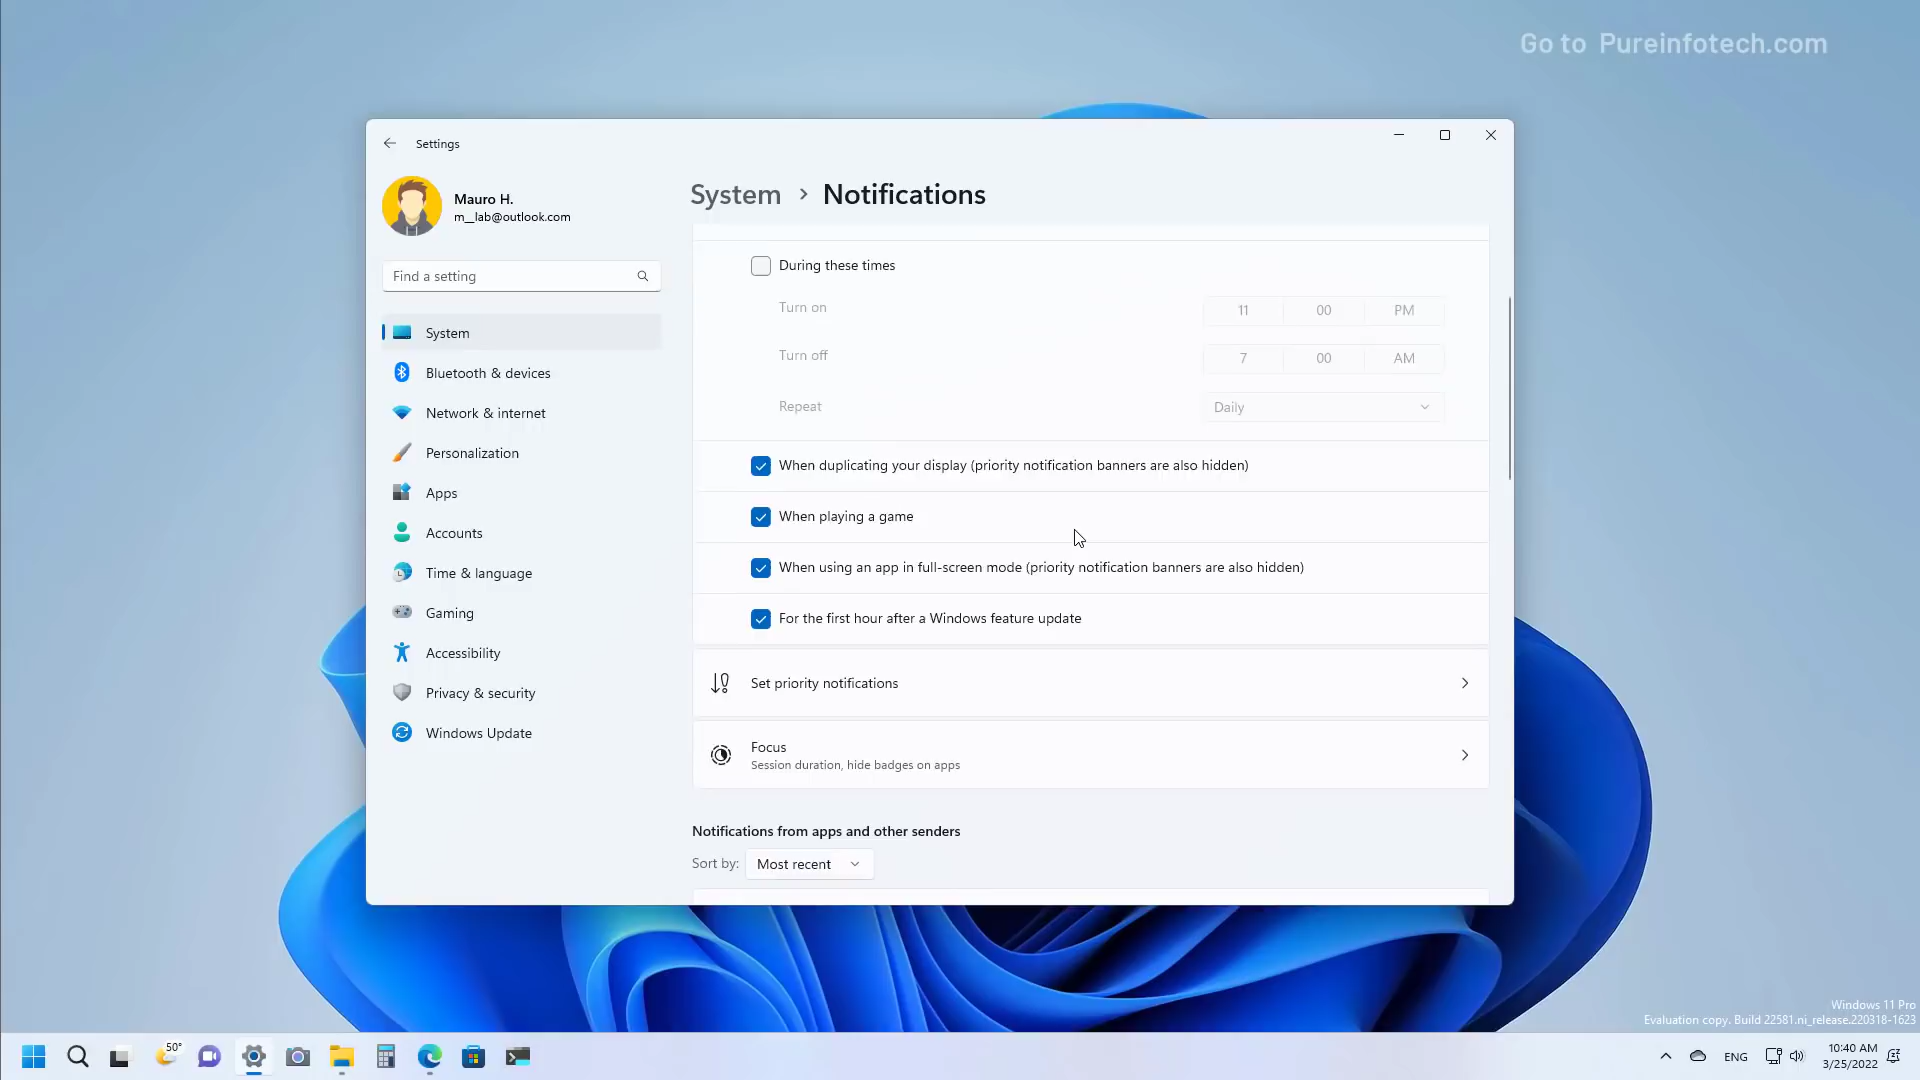 Go to Pureinfotech.com
Settings
Mauro H.
m__lab@outlook.com
Find a setting
System
Bluetooth & devices
Network & internet
Personalization
Apps
Accounts
Time & language
Gaming
Accessibility
Privacy & security
Windows Update
System > Notifications
During these times
Turn on 11 00 PM
Turn off 7 00 AM
Repeat Daily
When duplicating your display (priority notification banners are also hidden)
When playing a game
When using an app in full-screen mode (priority notification banners are also hidden)
For the first hour after a Windows feature update
Set priority notifications
Focus
Session duration, hide badges on apps
Notifications from apps and other senders
Sort by: Most recent
Windows 11 Pro
Evaluation copy. Build 22581.ni_release.220318-1623
50°
ENG
10:40 AM
3/25/2022